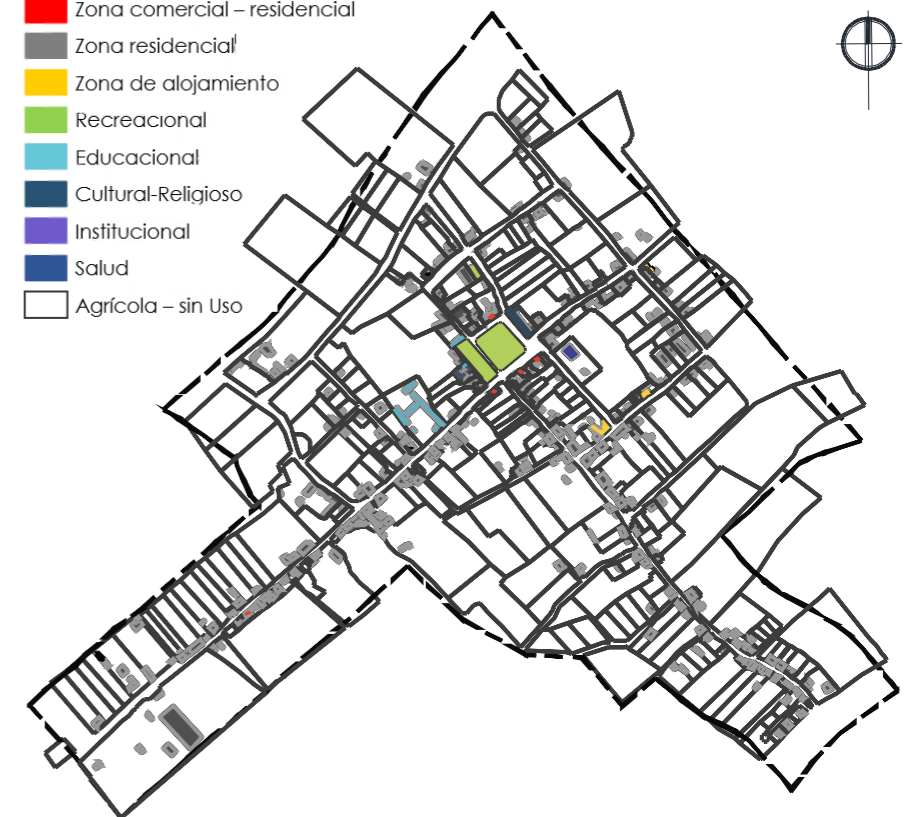 Zona comercial – residencial
Zona residencial
Zona de alojamiento
Recreacional
Educacional
Cultural-Religioso
Institucional
Salud
Agrícola – sin Uso